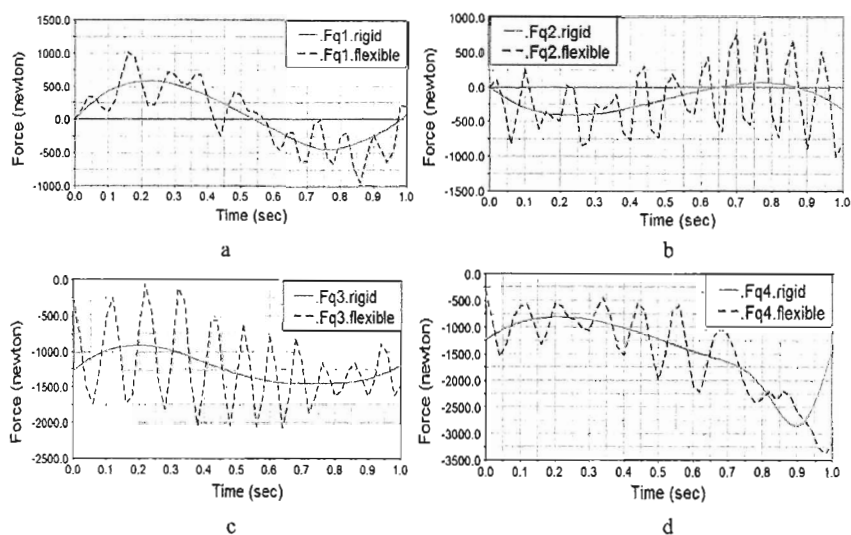 1500.0
1000.0
500.0
0.0
-500.0
-1000.0
Force (newton)
.Fq1.rigid
.Fq1.flexible
0.0 0.1 0.2 0.3 0.4 0.5 0.6 0.7 0.8 0.9 1.0
Time (sec)
a
1000.0
500.0
0.0
-500.0
-1000.0
-1500.0
Force (newton)
.Fq2.rigid
.Fq2.flexible
0.0 0.1 0.2 0.3 0.4 0.5 0.6 0.7 0.8 0.9 1.0
Time (sec)
b
0.0
-500.0
-1000.0
-1500.0
-2000.0
-2500.0
Force (newton)
.Fq3.rigid
.Fq3.flexible
0.0 0.1 0.2 0.3 0.4 0.5 0.6 0.7 0.8 0.9 1.0
Time (sec)
c
0.0
-500.0
-1000.0
-1500.0
-2000.0
-2500.0
-3000.0
-3500.0
Force (newton)
.Fq4.rigid
.Fq4.flexible
0.0 0.1 0.2 0.3 0.4 0.5 0.6 0.7 0.8 0.9 1.0
Time (sec)
d